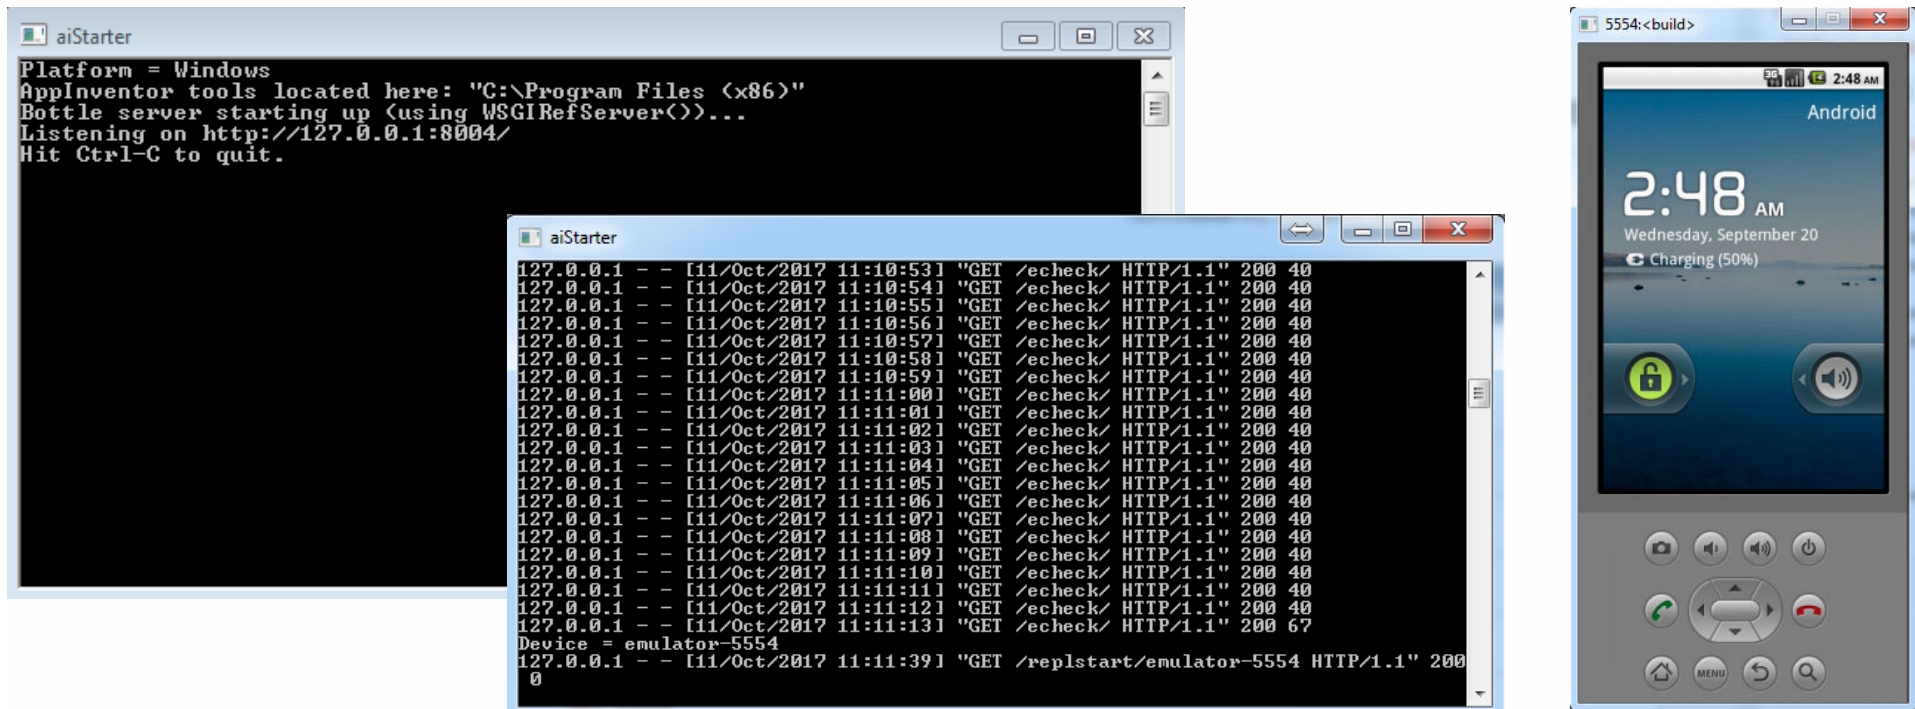 aiStarter
Platform = Windows
AppInventor tools located here: "C:\Program Files (x86)"
Bottle server starting up (using WSGIRefServer())...
Listening on http://127.0.0.1:8004/
Hit Ctrl-C to quit.
aiStarter
127.0.0.1 - - [11/Oct/2017 11:10:53] "GET /echeck/ HTTP/1.1" 200 40
127.0.0.1 - - [11/Oct/2017 11:10:54] "GET /echeck/ HTTP/1.1" 200 40
127.0.0.1 - - [11/Oct/2017 11:10:55] "GET /echeck/ HTTP/1.1" 200 40
127.0.0.1 - - [11/Oct/2017 11:10:56] "GET /echeck/ HTTP/1.1" 200 40
127.0.0.1 - - [11/Oct/2017 11:10:57] "GET /echeck/ HTTP/1.1" 200 40
127.0.0.1 - - [11/Oct/2017 11:10:58] "GET /echeck/ HTTP/1.1" 200 40
127.0.0.1 - - [11/Oct/2017 11:10:59] "GET /echeck/ HTTP/1.1" 200 40
127.0.0.1 - - [11/Oct/2017 11:11:00] "GET /echeck/ HTTP/1.1" 200 40
127.0.0.1 - - [11/Oct/2017 11:11:01] "GET /echeck/ HTTP/1.1" 200 40
127.0.0.1 - - [11/Oct/2017 11:11:02] "GET /echeck/ HTTP/1.1" 200 40
127.0.0.1 - - [11/Oct/2017 11:11:03] "GET /echeck/ HTTP/1.1" 200 40
127.0.0.1 - - [11/Oct/2017 11:11:04] "GET /echeck/ HTTP/1.1" 200 40
127.0.0.1 - - [11/Oct/2017 11:11:05] "GET /echeck/ HTTP/1.1" 200 40
127.0.0.1 - - [11/Oct/2017 11:11:06] "GET /echeck/ HTTP/1.1" 200 40
127.0.0.1 - - [11/Oct/2017 11:11:07] "GET /echeck/ HTTP/1.1" 200 40
127.0.0.1 - - [11/Oct/2017 11:11:08] "GET /echeck/ HTTP/1.1" 200 40
127.0.0.1 - - [11/Oct/2017 11:11:09] "GET /echeck/ HTTP/1.1" 200 40
127.0.0.1 - - [11/Oct/2017 11:11:10] "GET /echeck/ HTTP/1.1" 200 40
127.0.0.1 - - [11/Oct/2017 11:11:11] "GET /echeck/ HTTP/1.1" 200 40
127.0.0.1 - - [11/Oct/2017 11:11:12] "GET /echeck/ HTTP/1.1" 200 40
127.0.0.1 - - [11/Oct/2017 11:11:13] "GET /echeck/ HTTP/1.1" 200 67
Device = emulator-5554
127.0.0.1 - - [11/Oct/2017 11:11:39] "GET /replstart/emulator-5554 HTTP/1.1" 200
0
5554:<build>
3G 2:48 AM
Android
2:48 AM
Wednesday, September 20
Charging (50%)
MENU